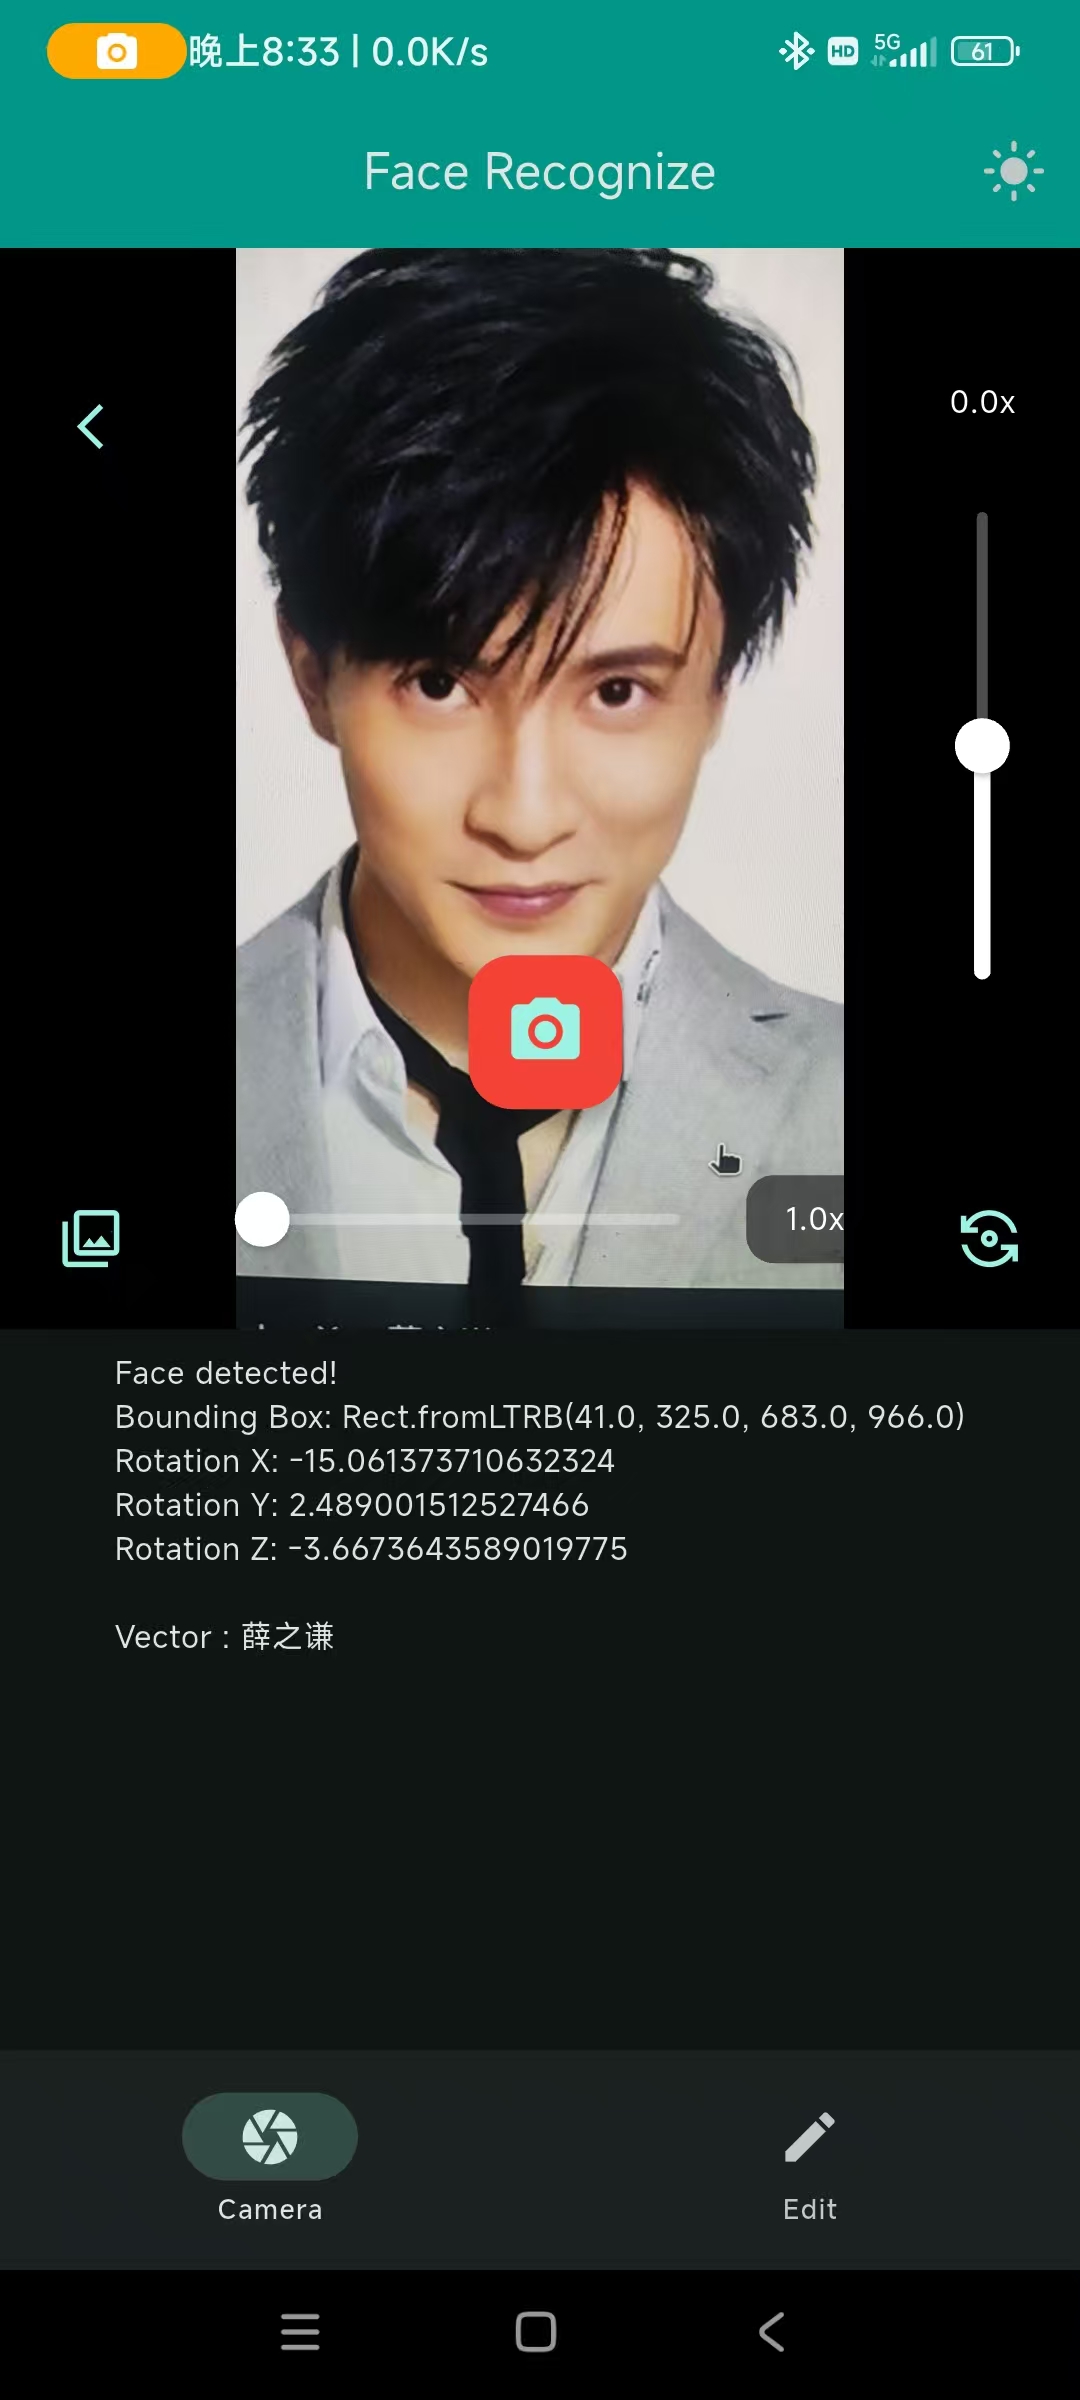 晚上8:33 | 0.0K/s
HD
5G
61
Face Recognize
0.0x
1.0x
Face detected!
Bounding Box: Rect.fromLTRB(41.0, 325.0, 683.0, 966.0)
Rotation X: -15.061373710632324
Rotation Y: 2.489001512527466
Rotation Z: -3.6673643589019775
Vector : 薛之谦
Camera
Edit